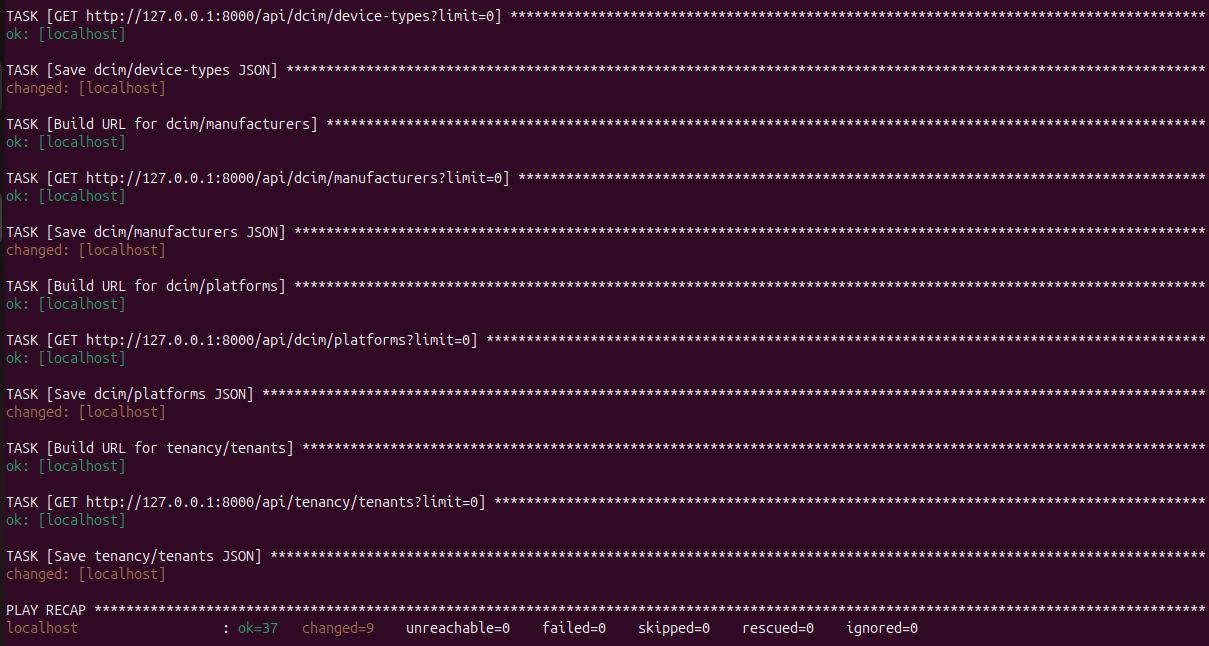 TASK [GET http://127.0.0.1:8000/api/dcim/device-types?limit=0] ***************************************************************************************
ok: [localhost]
TASK [Save dcim/device-types JSON] *******************************************************************************************************************
changed: [localhost]
TASK [Build URL for dcim/manufacturers] **************************************************************************************************************
ok: [localhost]
TASK [GET http://127.0.0.1:8000/api/dcim/manufacturers?limit=0] **************************************************************************************
ok: [localhost]
TASK [Save dcim/manufacturers JSON] ******************************************************************************************************************
changed: [localhost]
TASK [Build URL for dcim/platforms] ******************************************************************************************************************
ok: [localhost]
TASK [GET http://127.0.0.1:8000/api/dcim/platforms?limit=0] ******************************************************************************************
ok: [localhost]
TASK [Save dcim/platforms JSON] **********************************************************************************************************************
changed: [localhost]
TASK [Build URL for tenancy/tenants] *****************************************************************************************************************
ok: [localhost]
TASK [GET http://127.0.0.1:8000/api/tenancy/tenants?limit=0] *****************************************************************************************
ok: [localhost]
TASK [Save tenancy/tenants JSON] *********************************************************************************************************************
changed: [localhost]
PLAY RECAP *******************************************************************************************************************************************
localhost                  : ok=37   changed=9    unreachable=0    failed=0    skipped=0    rescued=0    ignored=0